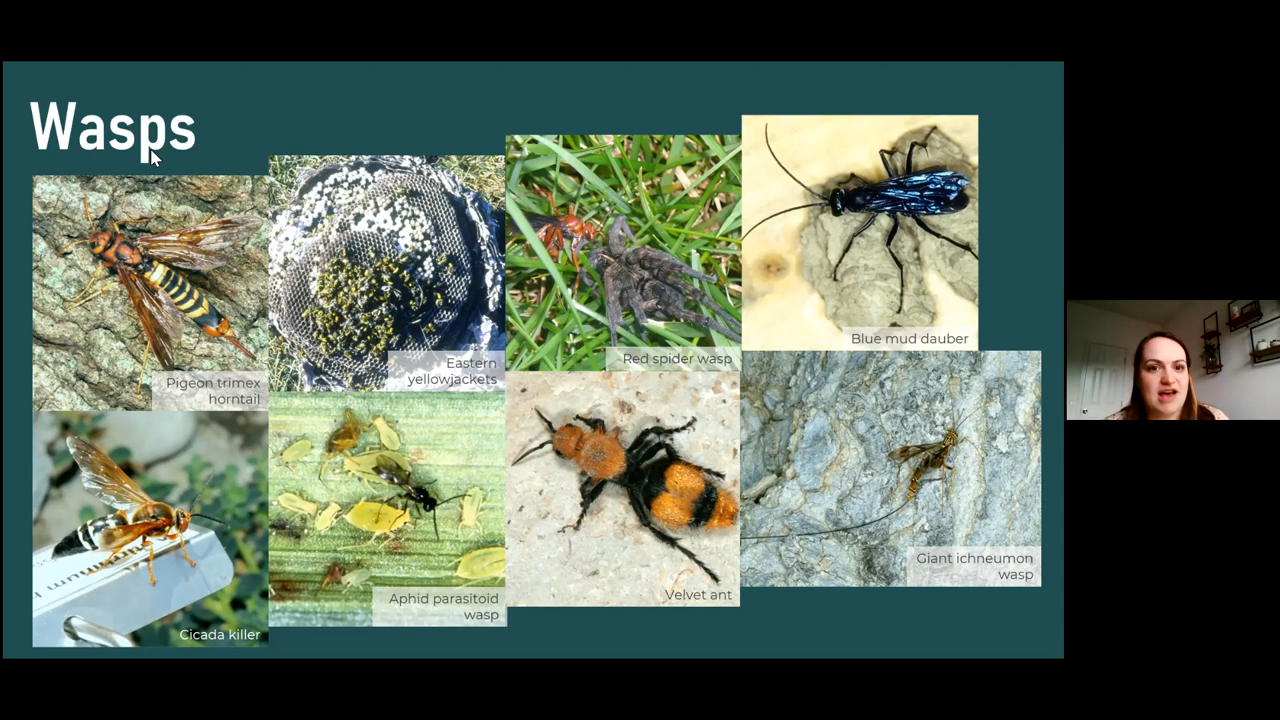 Wasps
Pigeon trimex
horntail
Eastern
yellowjackets
Red spider wasp
Blue mud dauber
Cicada killer
Aphid parasitoid
wasp
Velvet ant
Giant ichneumon
wasp